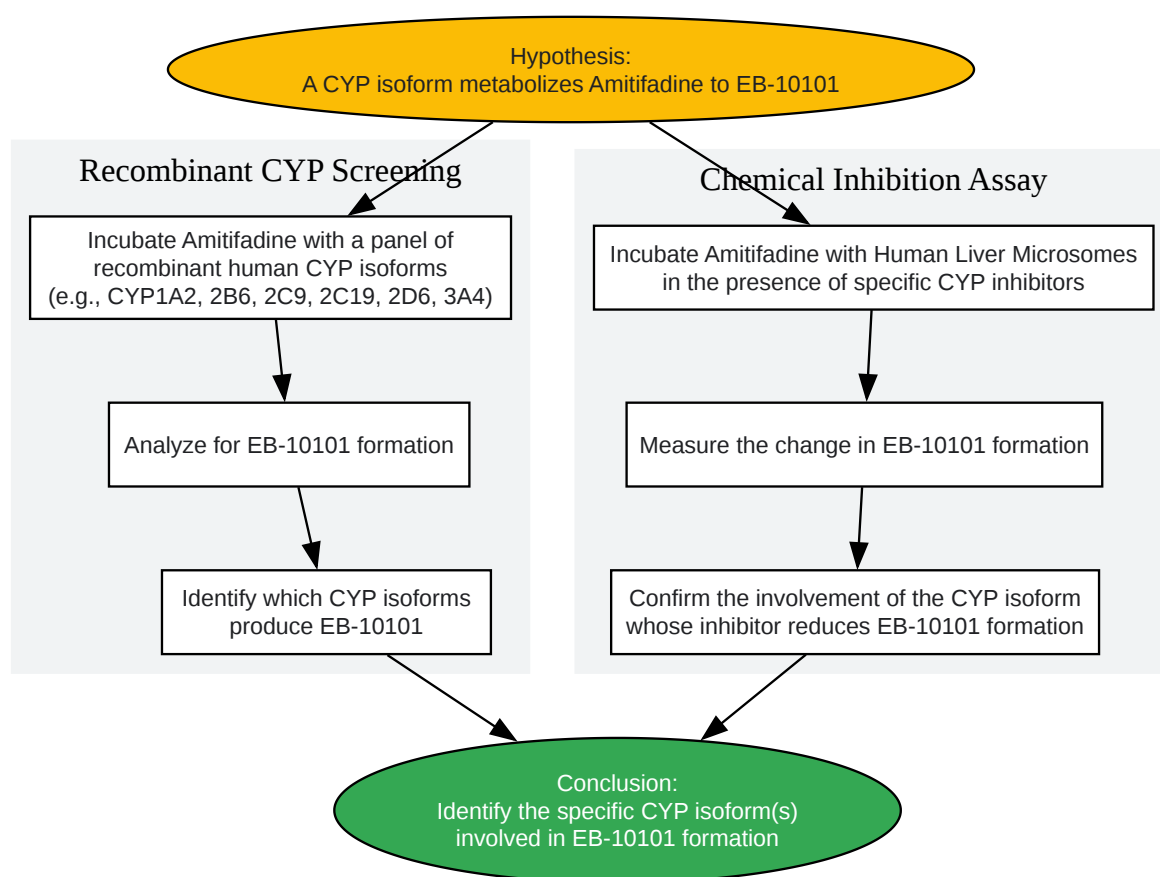 Hypothesis:
A CYP isoform metabolizes Amitifadine to EB-10101
Recombinant CYP Screening
Incubate Amitifadine with a panel of
recombinant human CYP isoforms
(e.g., CYP1A2, 2B6, 2C9, 2C19, 2D6, 3A4)
Analyze for EB-10101 formation
Identify which CYP isoforms
produce EB-10101
Chemical Inhibition Assay
Incubate Amitifadine with Human Liver Microsomes
in the presence of specific CYP inhibitors
Measure the change in EB-10101 formation
Confirm the involvement of the CYP isoform
whose inhibitor reduces EB-10101 formation
Conclusion:
Identify the specific CYP isoform(s)
involved in EB-10101 formation